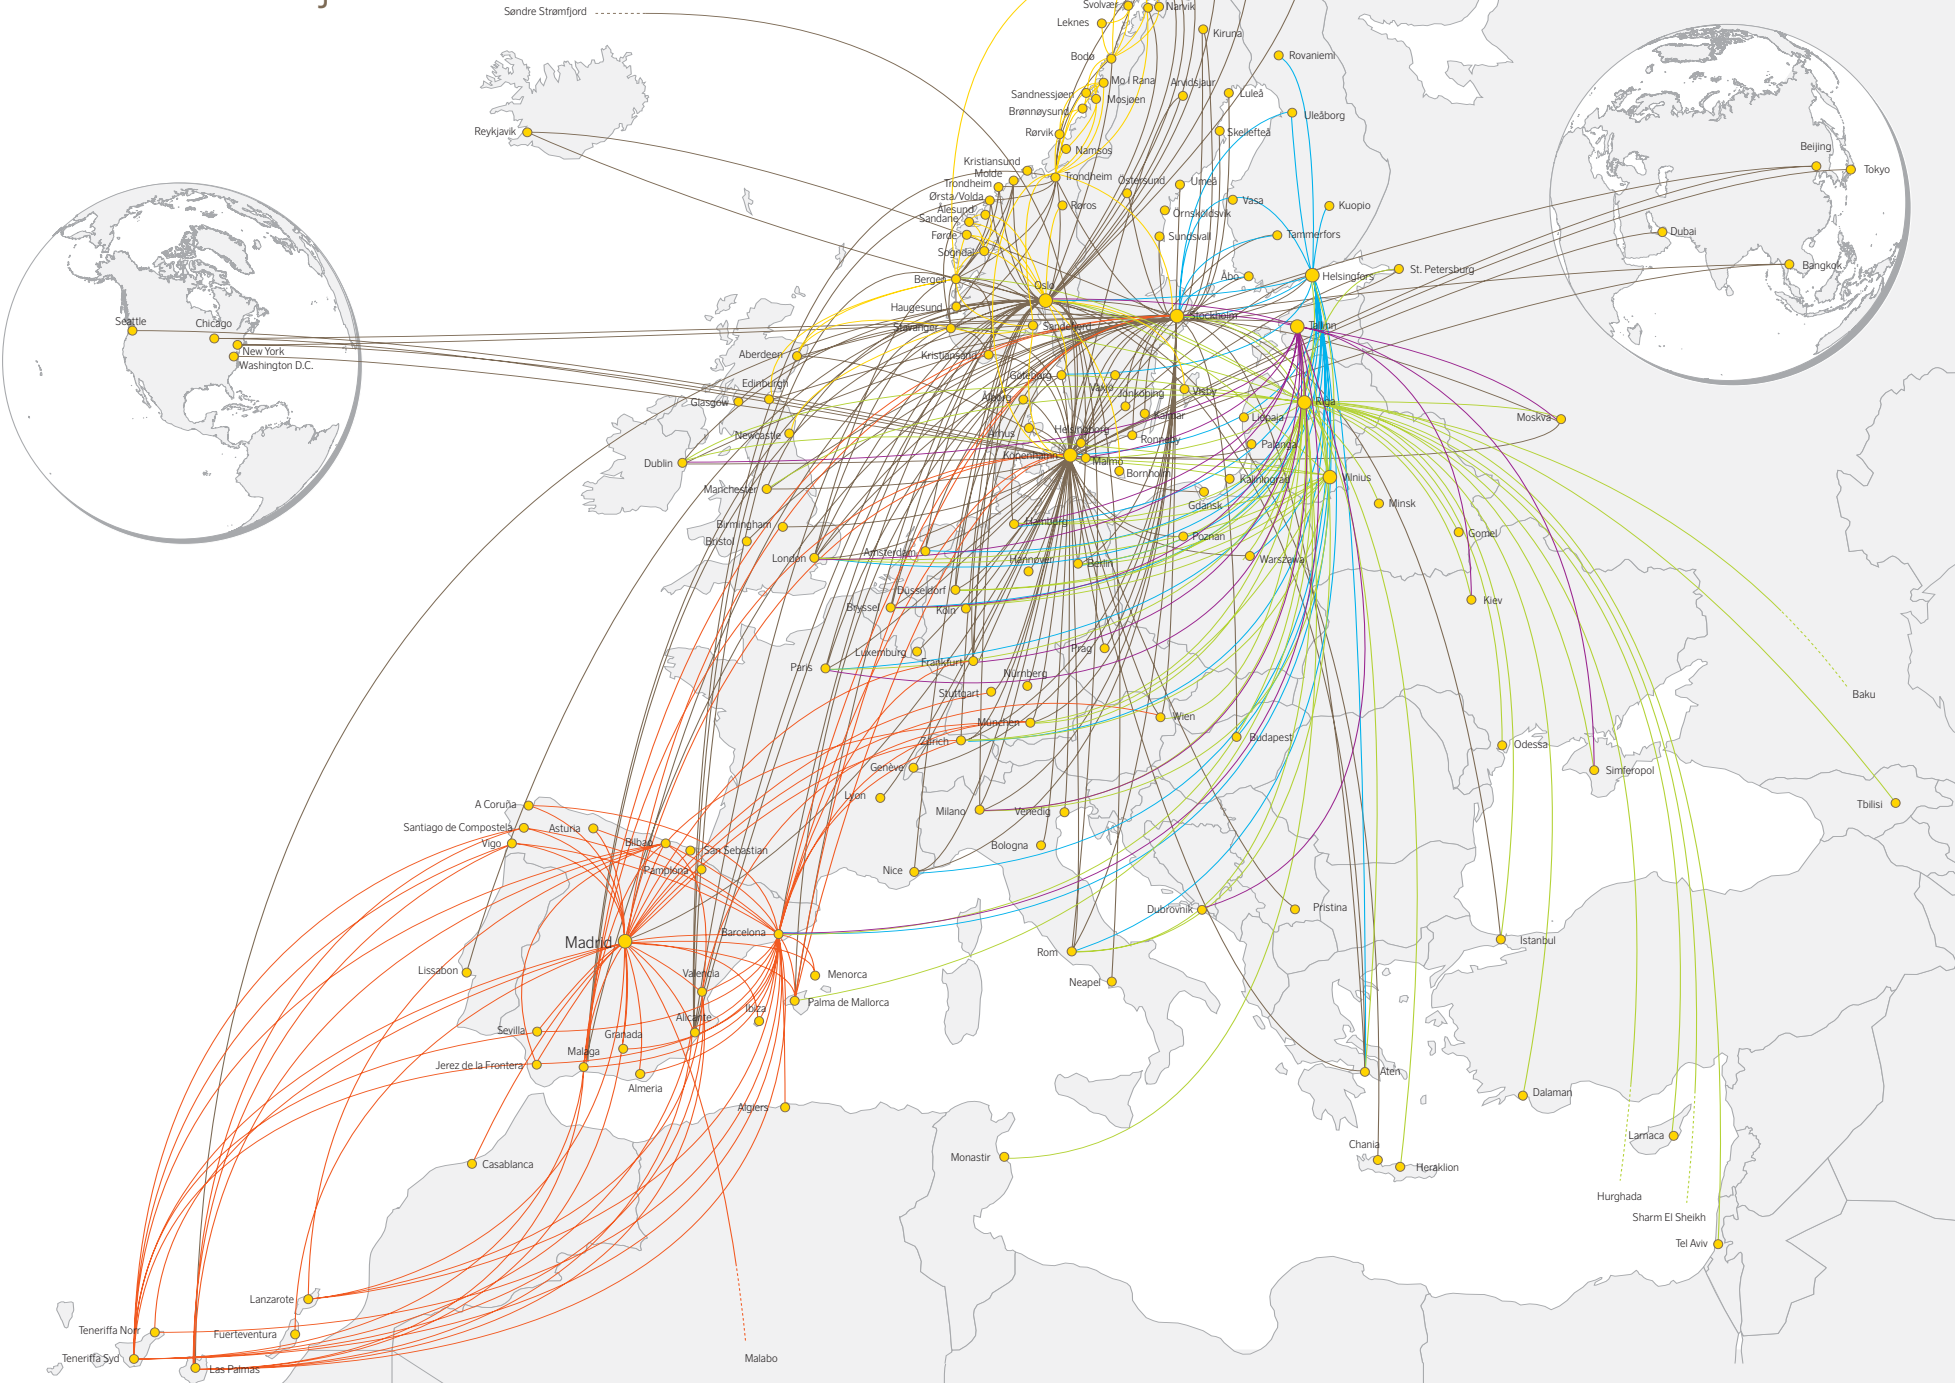 j
Søndre Strømfjord
Svolvær
Narvik
Leknes
Kiruna
Bodø
Rovaniemi
Mo i Rana
Arvidsjaur
Sandnessjøen
Mosjøen
Luleå
Brønnøysund
Uleåborg
Reykjavik
Rørvik
Skellefteå
Namsos
Beijing
Kristiansund
Molde
Trondheim
Trondheim
Östersund
Umeå
Tokyo
Ørsta/Volda
Vasa
Kuopio
Ålesund
Røros
Örnsköldsvik
Sandane
Førde
Sundsvall
Tammerfors
Dubai
Sogndal
Bangkok
Bergen
Oslo
Åbo
Helsingfors
St. Petersburg
Haugesund
Seattle
Chicago
Stavanger
Sandefjord
Stockholm
Tallinn
New York
Washington D.C.
Aberdeen
Kristiansand
Edinburgh
Göteborg
Växjö
Visby
Glasgow
Ålborg
Jönköping
Riga
Kalmar
Liepaja
Moskva
Newcastle
Århus
Helsingborg
Ronneby
Palanga
Dublin
Köpenhamn
Malmö
Bornholm
Kaliningrad
Vilnius
Manchester
Gdansk
Minsk
Birmingham
Hamburg
Bristol
Poznan
Gomel
London
Amsterdam
Hannover
Berlin
Warszawa
Düsseldorf
Bryssel
Köln
Kiev
Luxemburg
Frankfurt
Prag
Paris
Nürnberg
Stuttgart
Baku
München
Wien
Zürich
Budapest
Odessa
Genève
Simferopol
Lyon
A Coruña
Milano
Venedig
Tbilisi
Santiago de Compostela
Asturia
Vigo
Bilbao
San Sebastian
Bologna
Pamplona
Nice
Dubrovnik
Pristina
Madrid
Barcelona
Istanbul
Rom
Lissabon
Valencia
Menorca
Neapel
Palma de Mallorca
Ibiza
Alicante
Sevilla
Granada
Malaga
Jerez de la Frontera
Aten
Almeria
Dalaman
Algiers
Larnaca
Chania
Casablanca
Monastir
Heraklion
Hurghada
Sharm El Sheikh
Tel Aviv
Lanzarote
Teneriffa Norr
Fuerteventura
Teneriffa Syd
Las Palmas
Malabo